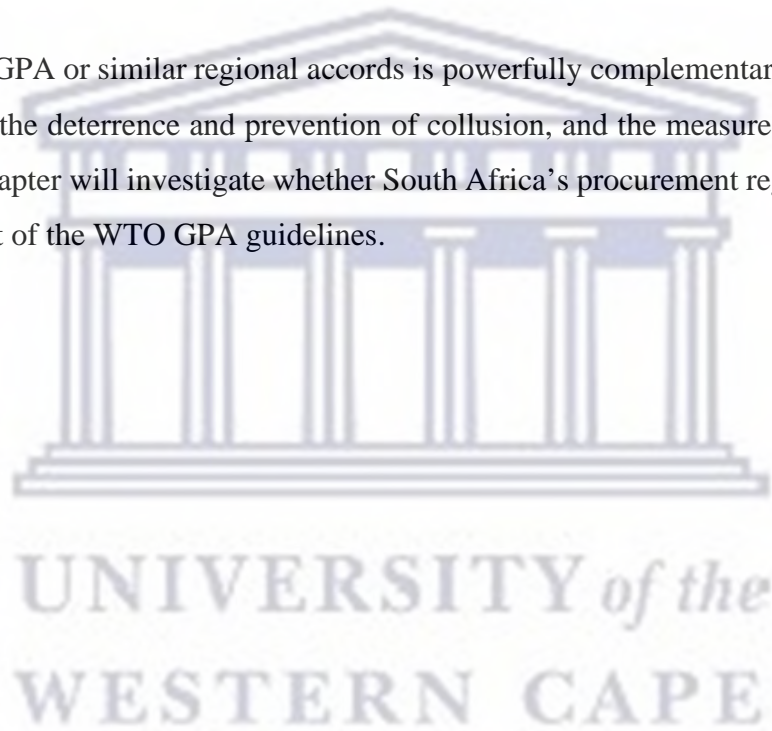 GPA or similar regional accords is powerfully complementar
the deterrence and prevention of collusion, and the measure
apter will investigate whether South Africa’s procurement re
t of the WTO GPA guidelines.
UNIVERSITY of the
WESTERN CAPE